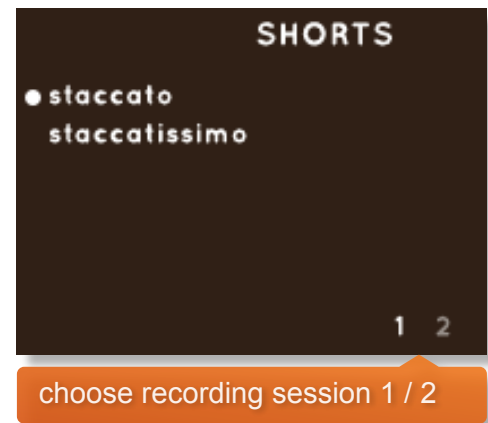 SHORTS
staccato
staccatissimo
1 2
choose recording session 1 / 2